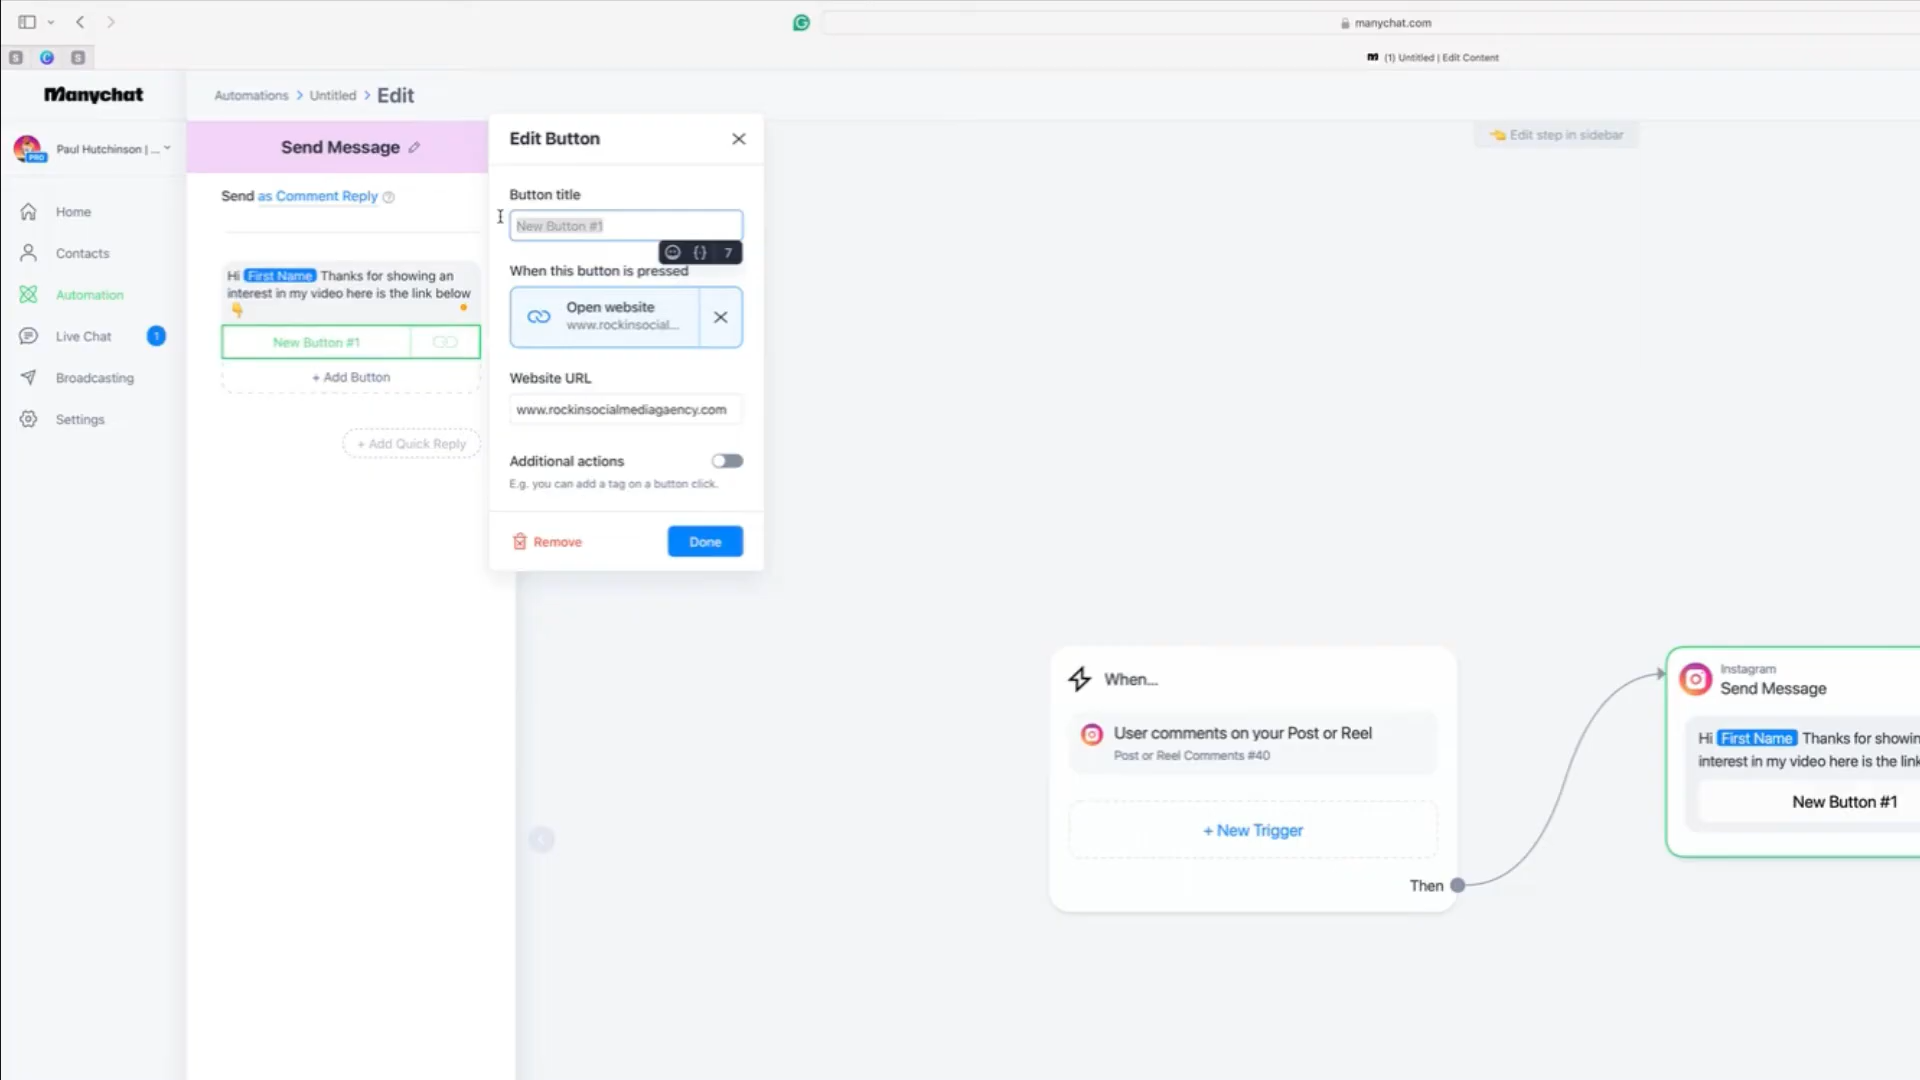 manychat.com
S
C
S
(1) Untitled | Edit Content
Manychat
Automations > Untitled > Edit
Paul Hutchinson | ...
PRO
Home
Contacts
Automation
Live Chat
1
Broadcasting
Settings
Send Message
Send as Comment Reply ?
Hi First Name Thanks for showing an
interest in my video here is the link below
👇
New Button #1
+ Add Button
+ Add Quick Reply
Edit Button
Button title
New Button #1
{} 7
When this button is pressed
Open website
www.rockinsocial...
Website URL
www.rockinsocialmediagaency.com
Additional actions
E.g. you can add a tag on a button click.
Remove
Done
👈 Edit step in sidebar
When...
User comments on your Post or Reel
Post or Reel Comments #40
+ New Trigger
Then
Instagram
Send Message
Hi First Name Thanks for showin
interest in my video here is the link
New Button #1